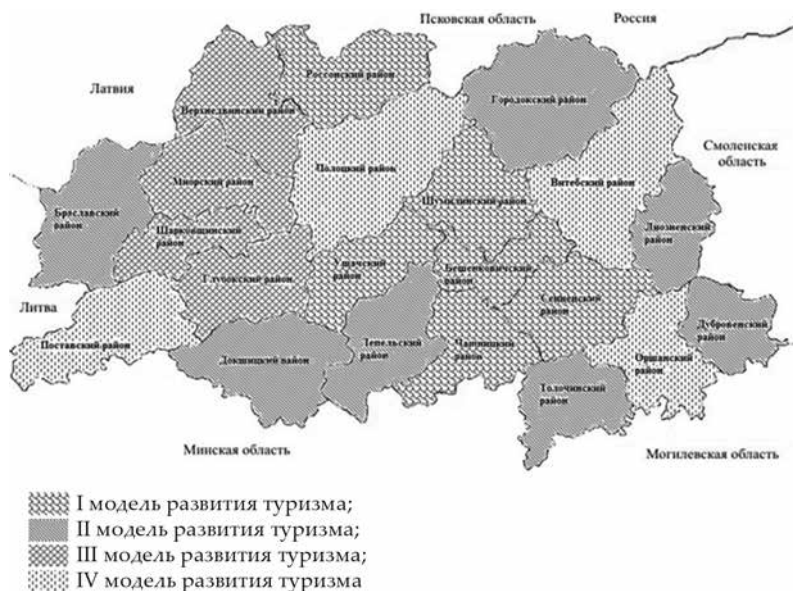 Псковская область
Россия
Латвия
Россонский район
Городокский район
Верхнедвинский район
Смоленская
область
Полоцкий район
Миорский район
Витебский район
Шумилинский район
Браславский
район
Лиозненский
район
Шарковщинский
район
Ушачский
район
Бешенковичский
район
Глубокский район
Сенненский
район
Литва
Поставский район
Дубровенский
район
Лепельский
район
Чашникский
район
Оршанский
район
Докшицкий вайон
Толочинский
район
Минская область
Могилевская область
I модель развития туризма;
II модель развития туризма;
III модель развития туризма;
IV модель развития туризма